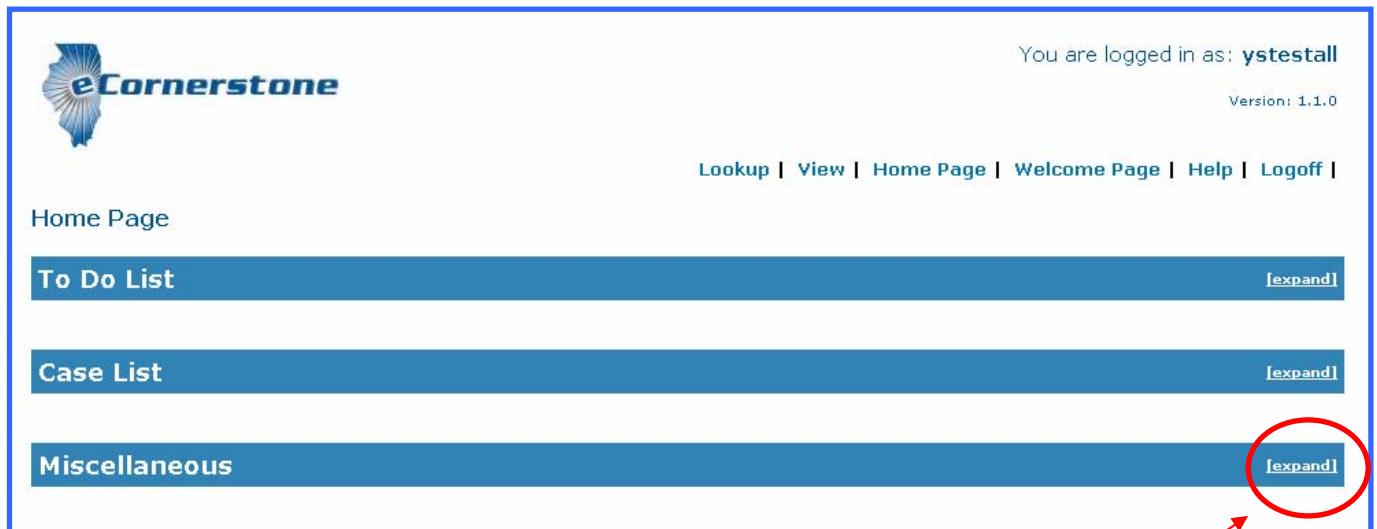 You are logged in as: ystestall
eCornerstone
Version: 1.1.0
Lookup | View | Home Page | Welcome Page | Help | Logoff |
Home Page
To Do List [expand]
Case List [expand]
Miscellaneous [expand]